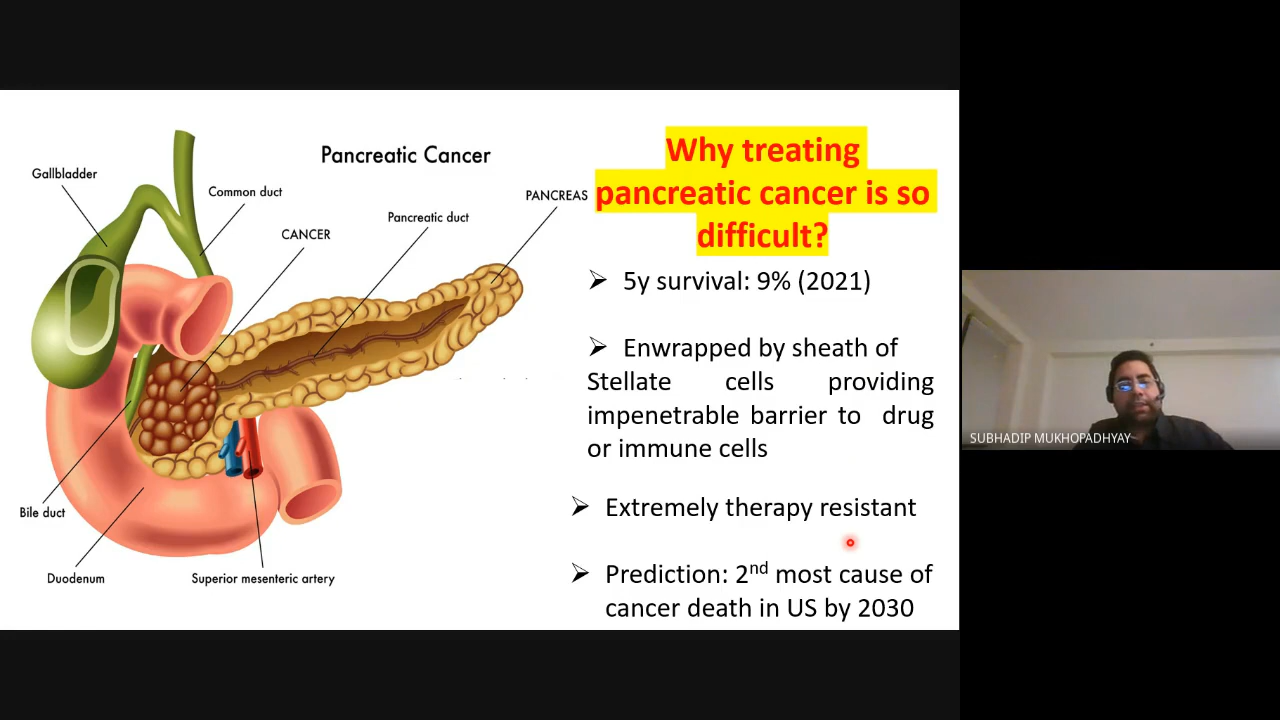 Pancreatic Cancer
Gallbladder
Common duct
CANCER
Pancreatic duct
PANCREAS
Bile duct
Duodenum
Superior mesenteric artery
Why treating
pancreatic cancer is so
difficult?
➢ 5y survival: 9% (2021)
➢ Enwrapped by sheath of
Stellate cells providing
impenetrable barrier to drug
or immune cells
➢ Extremely therapy resistant
➢ Prediction: 2nd most cause of
cancer death in US by 2030
SUBHADIP MUKHOPADHYAY